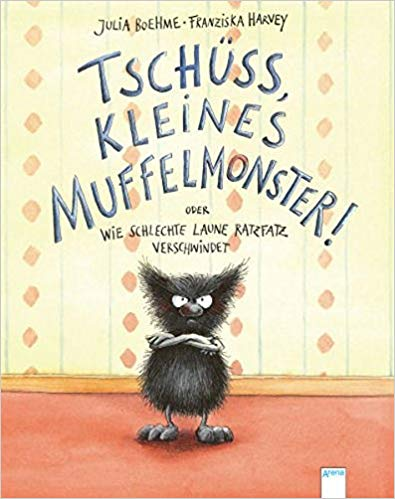 JULIA BOEHME · FRANZISKA HARVEY
TSCHÜSS,
KLEINES
MUFFELMONSTER!
ODER
WIE SCHLECHTE LAUNE RATZFATZ
VERSCHWINDET
Arena